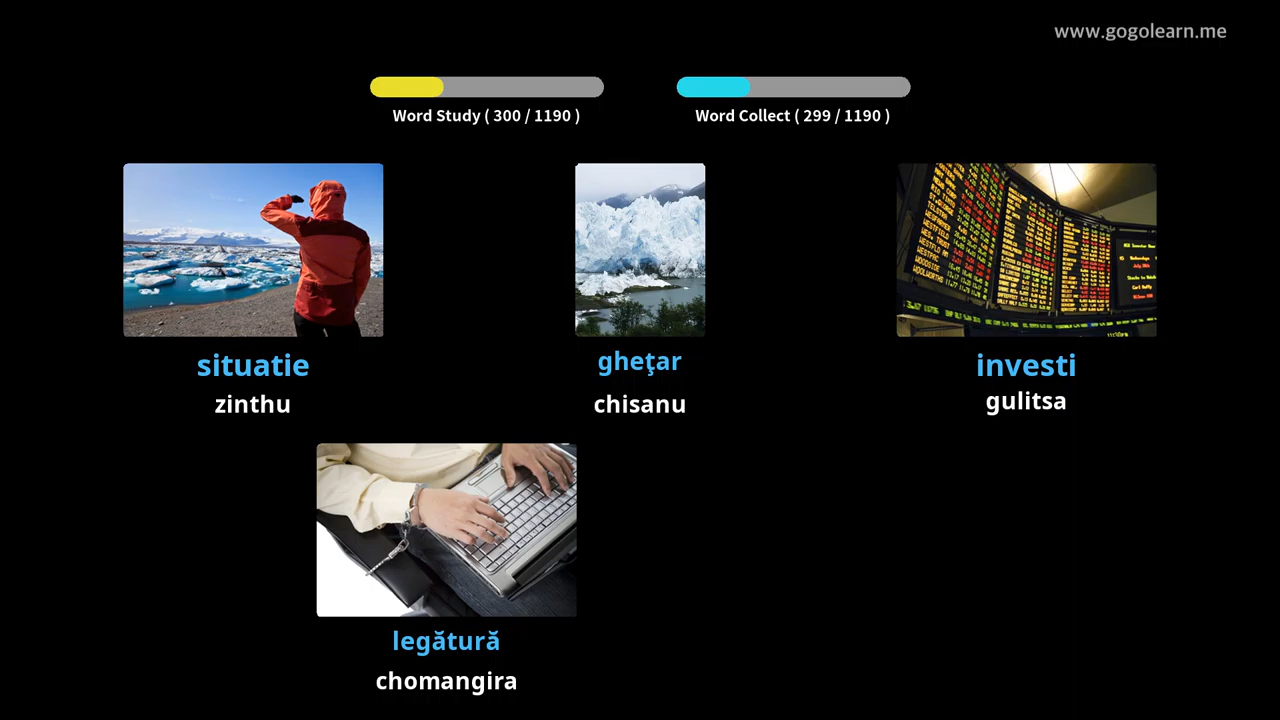 www.gogolearn.me
Word Study ( 300 / 1190 )
Word Collect ( 299 / 1190 )
situatie
zinthu
gheţar
chisanu
investi
gulitsa
legătură
chomangira